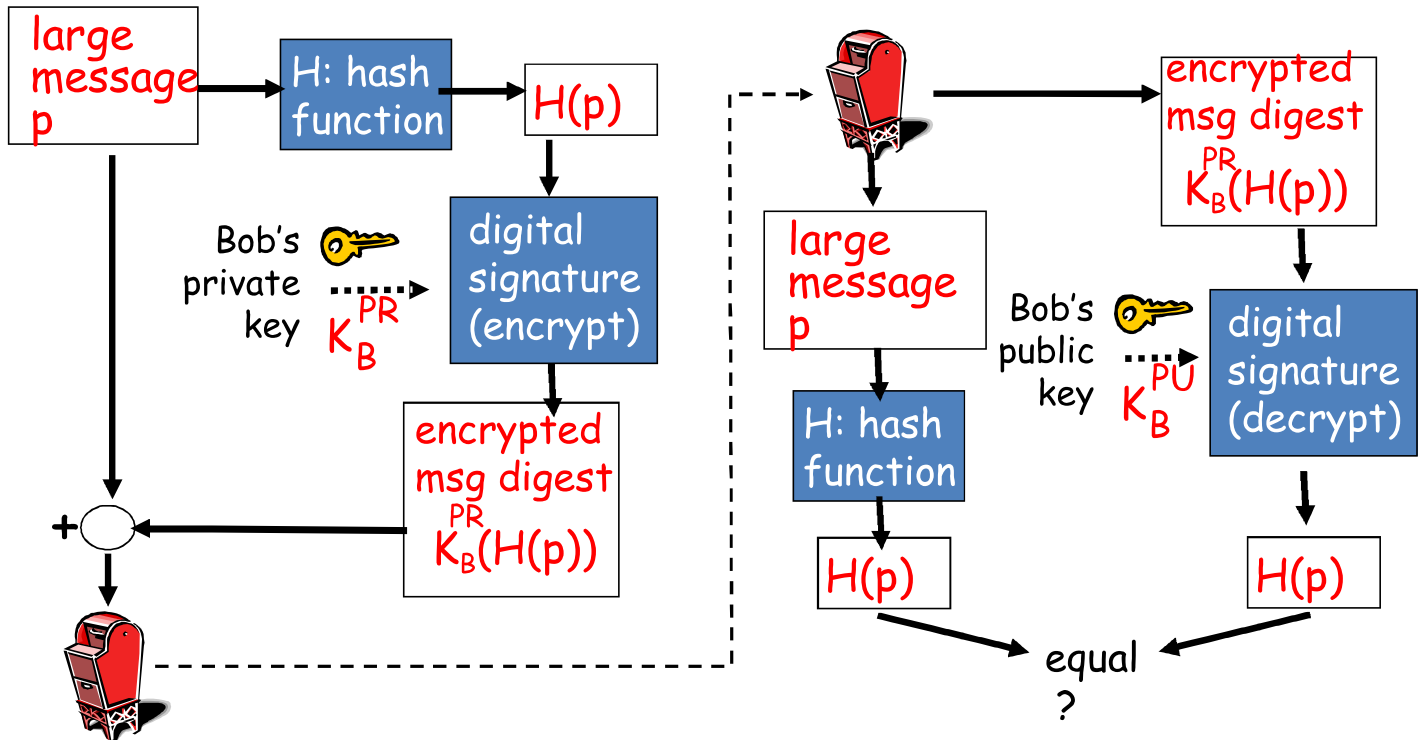 large
message
p
H: hash
function
H(p)
Bob's
private
key
K_B^PR
digital
signature
(encrypt)
encrypted
msg digest
K_B^PR(H(p))
+
large
message
p
H: hash
function
H(p)
encrypted
msg digest
K_B^PR(H(p))
Bob's
public
key
K_B^PU
digital
signature
(decrypt)
H(p)
equal
?